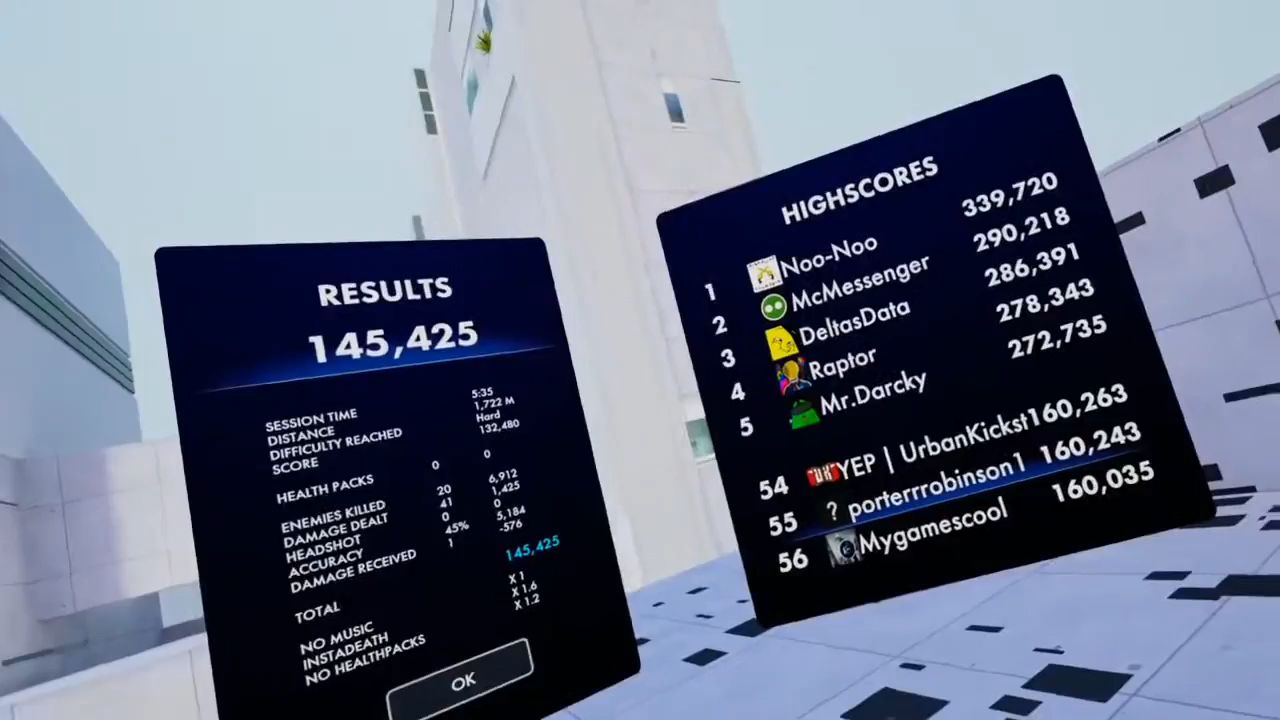 RESULTS
145,425
SESSION TIME 5:35
DISTANCE 1,722 M
DIFFICULTY REACHED Hard
SCORE 132,480
HEALTH PACKS 0 0
ENEMIES KILLED 20 6,912
DAMAGE DEALT 41 1,425
HEADSHOT 0 0
ACCURACY 45% 5,184
DAMAGE RECEIVED 1 -576
TOTAL 145,425
NO MUSIC X 1
INSTADEATH X 1.6
NO HEALTHPACKS X 1.2
OK
HIGHSCORES
1 Noo-Noo 339,720
2 McMessenger 290,218
3 DeltasData 286,391
4 Raptor 278,343
5 Mr.Darcky 272,735
54 YEP | UrbanKickst 160,263
55 ? porterrrobinson1 160,243
56 Mygamescool 160,035